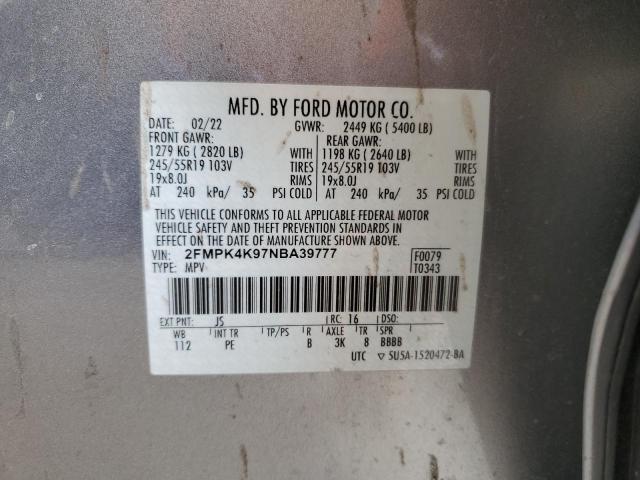 MFD. BY FORD MOTOR CO.
DATE: 02/22 GVWR: 2449 KG ( 5400 LB)
FRONT GAWR: REAR GAWR:
1279 KG ( 2820 LB) WITH 1198 KG ( 2640 LB) WITH
245/55R19 103V TIRES 245/55R19 103V TIRES
19x8.0J RIMS 19x8.0J RIMS
AT 240 kPa/ 35 PSI COLD AT 240 kPa/ 35 PSI COLD
THIS VEHICLE CONFORMS TO ALL APPLICABLE FEDERAL MOTOR
VEHICLE SAFETY AND THEFT PREVENTION STANDARDS IN
EFFECT ON THE DATE OF MANUFACTURE SHOWN ABOVE.
VIN: 2FMPK4K97NBA39777 F0079
TYPE: MPV T0343
EXT PNT: JS RC: 16 DSO:
WB INT TR TP/PS R AXLE TR SPR
112 PE B 3K 8 BBBB
UTC ▽ 5U5A-1520472-BA